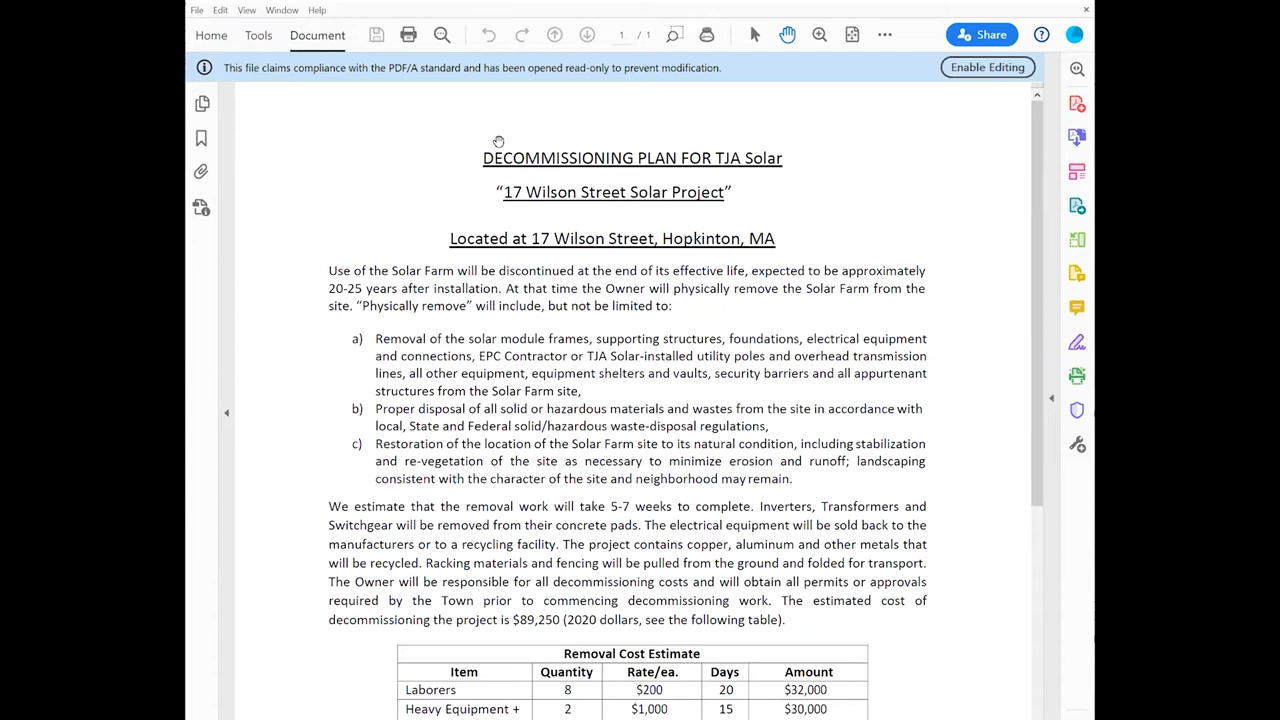 File Edit View Window Help
Home Tools Document 1 / 1 Share
This file claims compliance with the PDF/A standard and has been opened read-only to prevent modification. Enable Editing
DECOMMISSIONING PLAN FOR TJA Solar
“17 Wilson Street Solar Project”
Located at 17 Wilson Street, Hopkinton, MA
Use of the Solar Farm will be discontinued at the end of its effective life, expected to be approximately
20-25 years after installation. At that time the Owner will physically remove the Solar Farm from the
site. “Physically remove” will include, but not be limited to:
a) Removal of the solar module frames, supporting structures, foundations, electrical equipment
and connections, EPC Contractor or TJA Solar-installed utility poles and overhead transmission
lines, all other equipment, equipment shelters and vaults, security barriers and all appurtenant
structures from the Solar Farm site,
b) Proper disposal of all solid or hazardous materials and wastes from the site in accordance with
local, State and Federal solid/hazardous waste-disposal regulations,
c) Restoration of the location of the Solar Farm site to its natural condition, including stabilization
and re-vegetation of the site as necessary to minimize erosion and runoff; landscaping
consistent with the character of the site and neighborhood may remain.
We estimate that the removal work will take 5-7 weeks to complete. Inverters, Transformers and
Switchgear will be removed from their concrete pads. The electrical equipment will be sold back to the
manufacturers or to a recycling facility. The project contains copper, aluminum and other metals that
will be recycled. Racking materials and fencing will be pulled from the ground and folded for transport.
The Owner will be responsible for all decommissioning costs and will obtain all permits or approvals
required by the Town prior to commencing decommissioning work. The estimated cost of
decommissioning the project is $89,250 (2020 dollars, see the following table).
Removal Cost Estimate
Item Quantity Rate/ea. Days Amount
Laborers 8 $200 20 $32,000
Heavy Equipment + 2 $1,000 15 $30,000